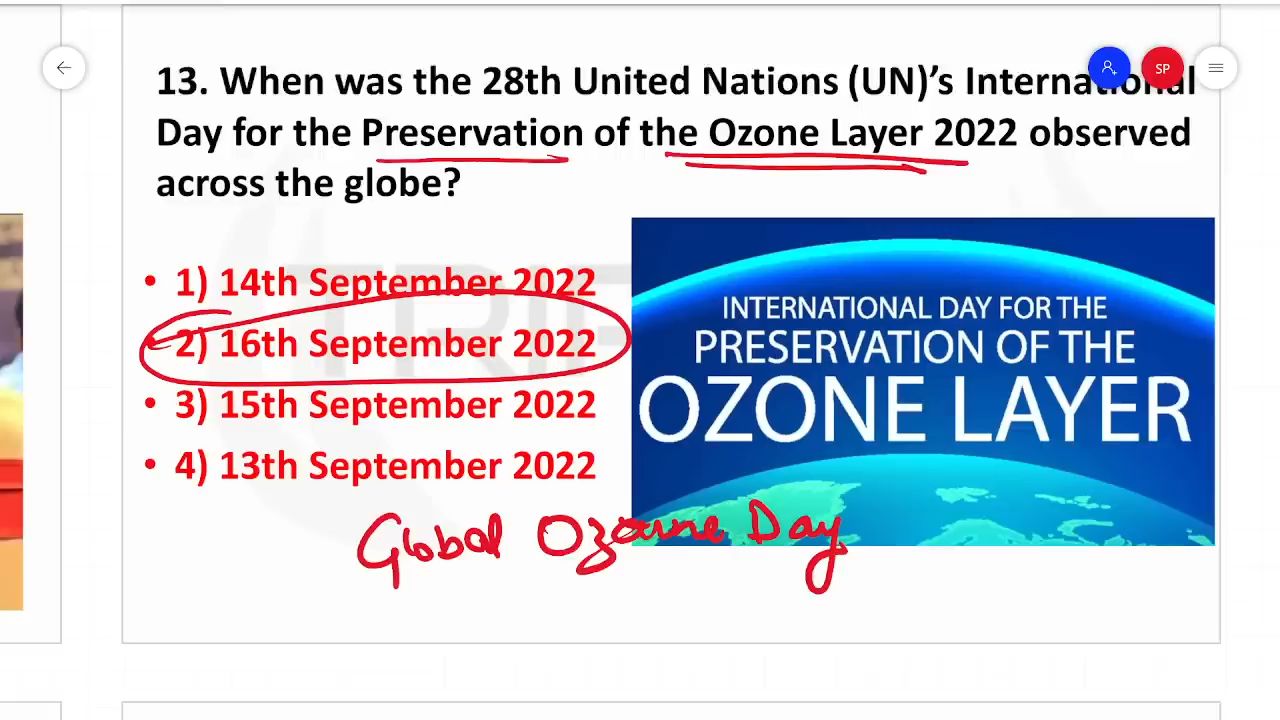 SP
13. When was the 28th United Nations (UN)’s International
Day for the Preservation of the Ozone Layer 2022 observed
across the globe?
• 1) 14th September 2022
• 2) 16th September 2022
• 3) 15th September 2022
• 4) 13th September 2022
INTERNATIONAL DAY FOR THE
PRESERVATION OF THE
OZONE LAYER
Global Ozone Day